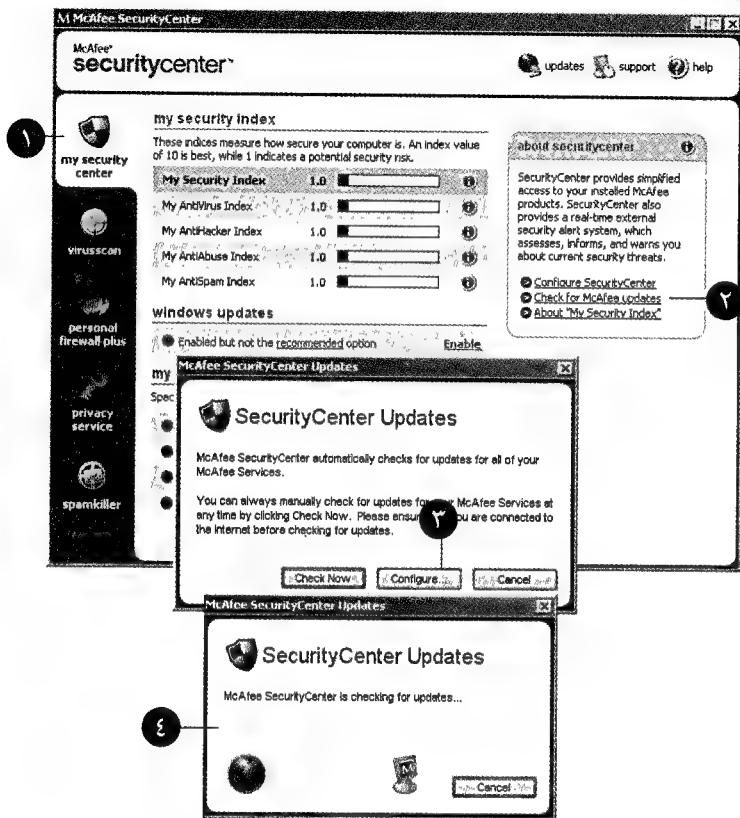 McAfee SecurityCenter
McAfee®
securitycenter™
updates support help
١
my security center
virusscan
personal firewall plus
privacy service
spamkiller
my security index
These indices measure how secure your computer is. An index value
of 10 is best, while 1 indicates a potential security risk.
My Security Index 1.0
My AntiVirus Index 1.0
My AntiHacker Index 1.0
My AntiAbuse Index 1.0
My AntiSpam Index 1.0
windows updates
Enabled but not the recommended option Enable
my
Spec
about securitycenter
SecurityCenter provides simplified
access to your installed McAfee
products. SecurityCenter also
provides a real-time external
security alert system, which
assesses, informs, and warns you
about current security threats.
Configure SecurityCenter
Check for McAfee updates
About "My Security Index"
٢
McAfee SecurityCenter Updates
SecurityCenter Updates
McAfee SecurityCenter automatically checks for updates for all of your
McAfee Services.
You can always manually check for updates for your McAfee Services at
any time by clicking Check Now. Please ensure you are connected to
the internet before checking for updates.
٣
Check Now Configure... Cancel
McAfee SecurityCenter Updates
SecurityCenter Updates
McAfee SecurityCenter is checking for updates...
٤
Cancel